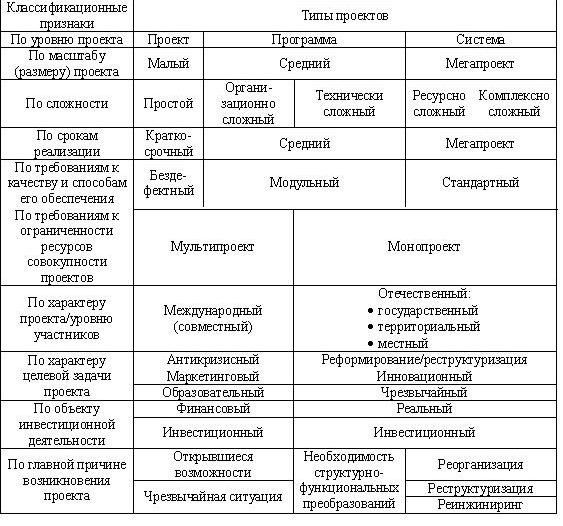 Классификационные
признаки
Типы проектов
По уровню проекта
Проект
Программа
Система
По масштабу
(размеру) проекта
Малый
Средний
Мегапроект
По сложности
Простой
Органи-
зационно
сложный
Технически
сложный
Ресурсно
сложный
Комплексно
сложный
По срокам
реализации
Кратко-
срочный
Средний
Мегапроект
По требованиям к
качеству и способам
его обеспечения
Безде-
фектный
Модульный
Стандартный
По требованиям к
ограниченности
ресурсов
совокупности
проектов
Мультипроект
Монопроект
По характеру
проекта/уровню
участников
Международный
(совместный)
Отечественный:
• государственный
• территориальный
• местный
По характеру
целевой задачи
проекта
Антикризисный
Маркетинговый
Образовательный
Реформирование/реструктуризация
Инновационный
Чрезвычайный
По объекту
инвестиционной
деятельности
Финансовый
Реальный
Инвестиционный
Инвестиционный
По главной причине
возникновения
проекта
Открывшиеся
возможности
Чрезвычайная ситуация
Необходимость
структурно-
функциональных
преобразований
Реорганизация
Реструктуризация
Реинжиниринг